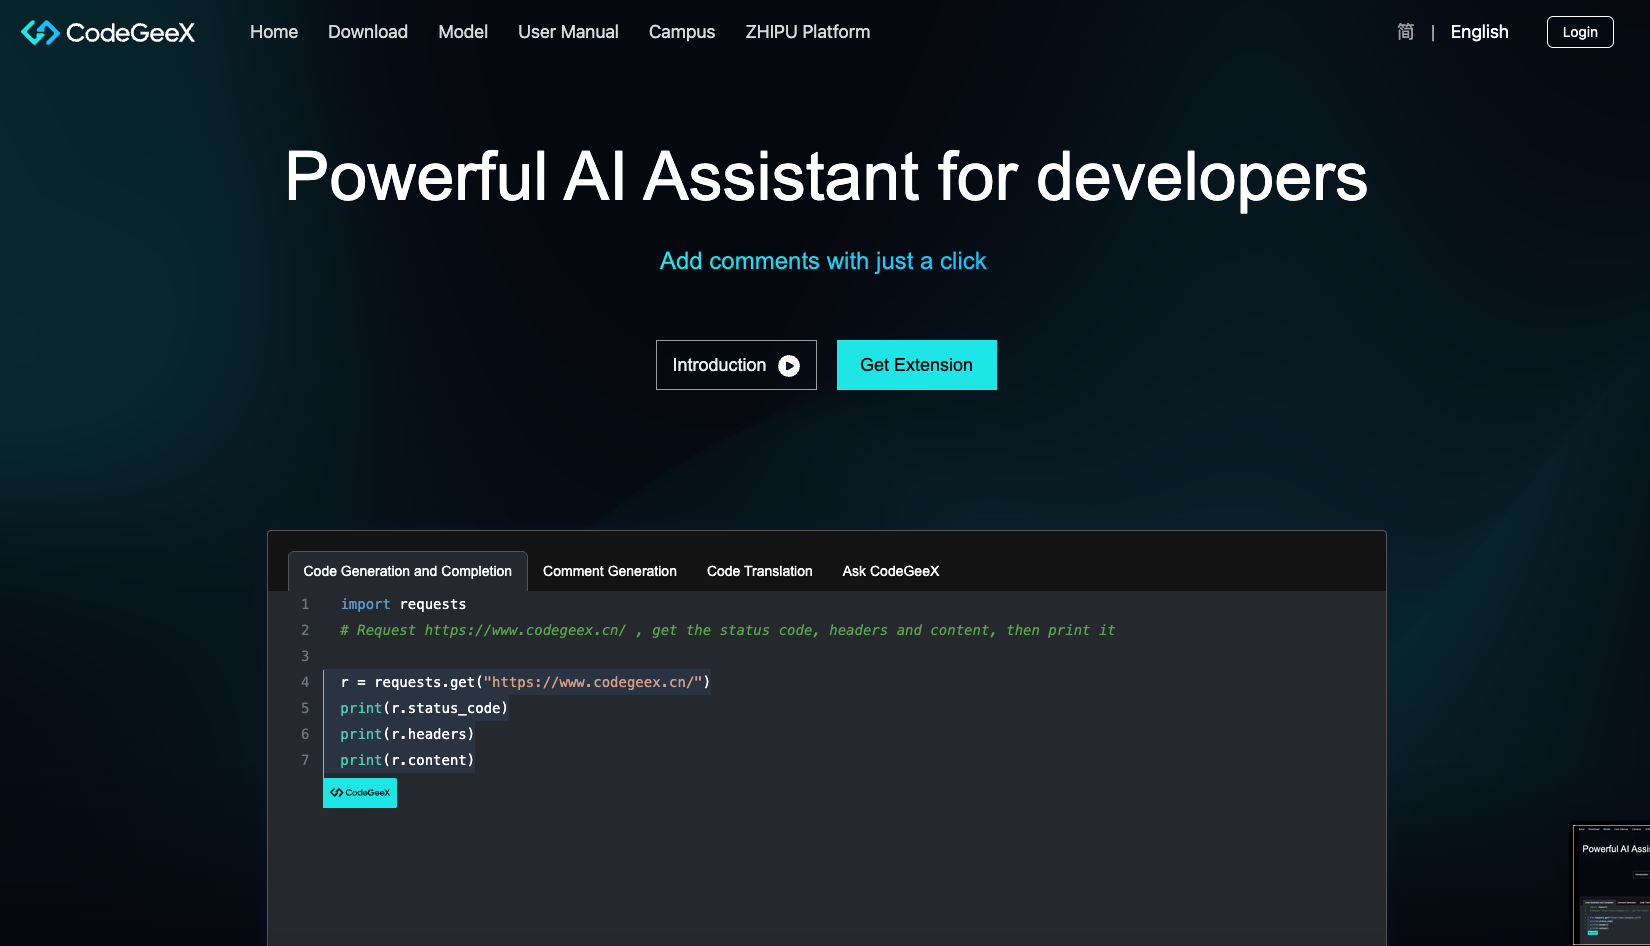 CodeGeeX Home Download Model User Manual Campus ZHIPU Platform 简 | English Login
Powerful AI Assistant for developers
Add comments with just a click
Introduction Get Extension
Code Generation and Completion Comment Generation Code Translation Ask CodeGeeX
1 import requests
2 # Request https://www.codegeex.cn/ , get the status code, headers and content, then print it
3
4 r = requests.get("https://www.codegeex.cn/")
5 print(r.status_code)
6 print(r.headers)
7 print(r.content)
CodeGeeX
Powerful AI Assi